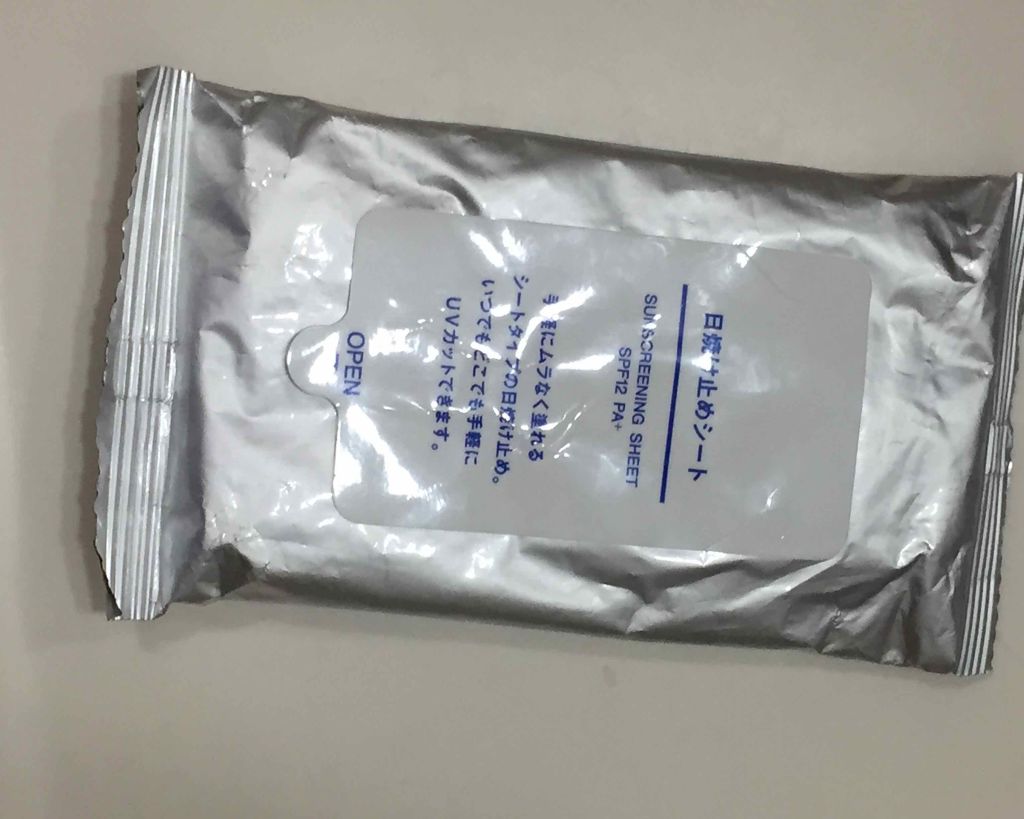 日焼け止めシート
SUNSCREENING SHEET
SPF12 PA+
手軽にムラなく塗れる
シートタイプの日焼け止め。
いつでもどこでも手軽に
UVカットできます。
OPEN